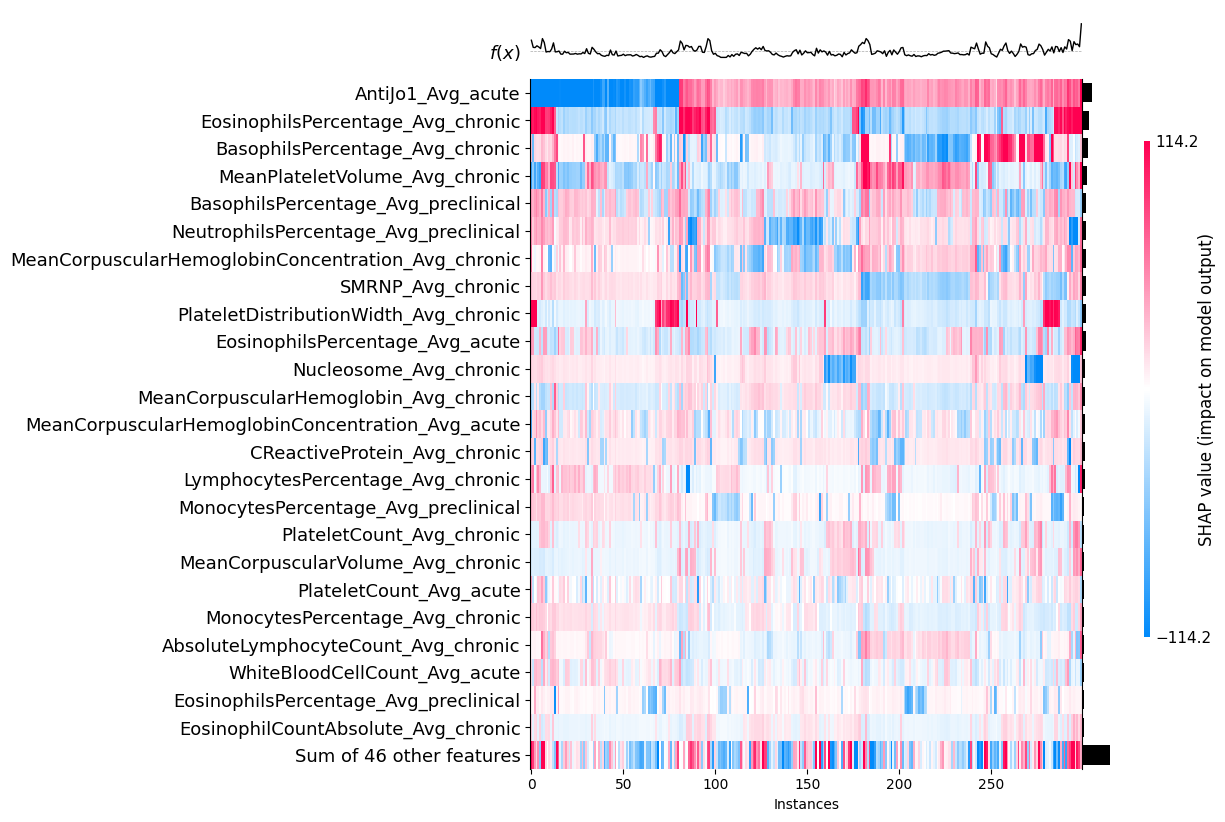 f(x)
AntiJo1_Avg_acute
EosinophilsPercentage_Avg_chronic
BasophilsPercentage_Avg_chronic
MeanPlateletVolume_Avg_chronic
BasophilsPercentage_Avg_preclinical
NeutrophilsPercentage_Avg_preclinical
MeanCorpuscularHemoglobinConcentration_Avg_chronic
SMRNP_Avg_chronic
PlateletDistributionWidth_Avg_chronic
EosinophilsPercentage_Avg_acute
Nucleosome_Avg_chronic
MeanCorpuscularHemoglobin_Avg_chronic
MeanCorpuscularHemoglobinConcentration_Avg_acute
CReactiveProtein_Avg_chronic
LymphocytesPercentage_Avg_chronic
MonocytesPercentage_Avg_preclinical
PlateletCount_Avg_chronic
MeanCorpuscularVolume_Avg_chronic
PlateletCount_Avg_acute
MonocytesPercentage_Avg_chronic
AbsoluteLymphocyteCount_Avg_chronic
WhiteBloodCellCount_Avg_acute
EosinophilsPercentage_Avg_preclinical
EosinophilCountAbsolute_Avg_chronic
Sum of 46 other features
0 50 100 150 200 250
Instances
114.2
−114.2
SHAP value (impact on model output)